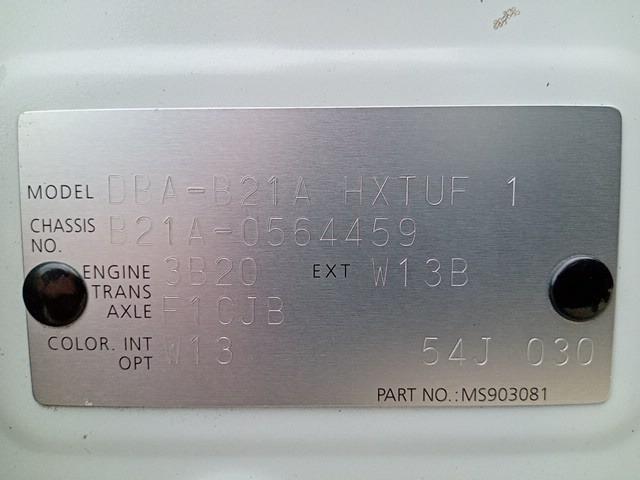 MODEL DBA-B21A HXTUF 1
CHASSIS NO. B21A-0564459
ENGINE 3B20 EXT W13B
TRANS AXLE F1CJB
COLOR. INT OPT W13 54J 030
PART NO.:MS903081